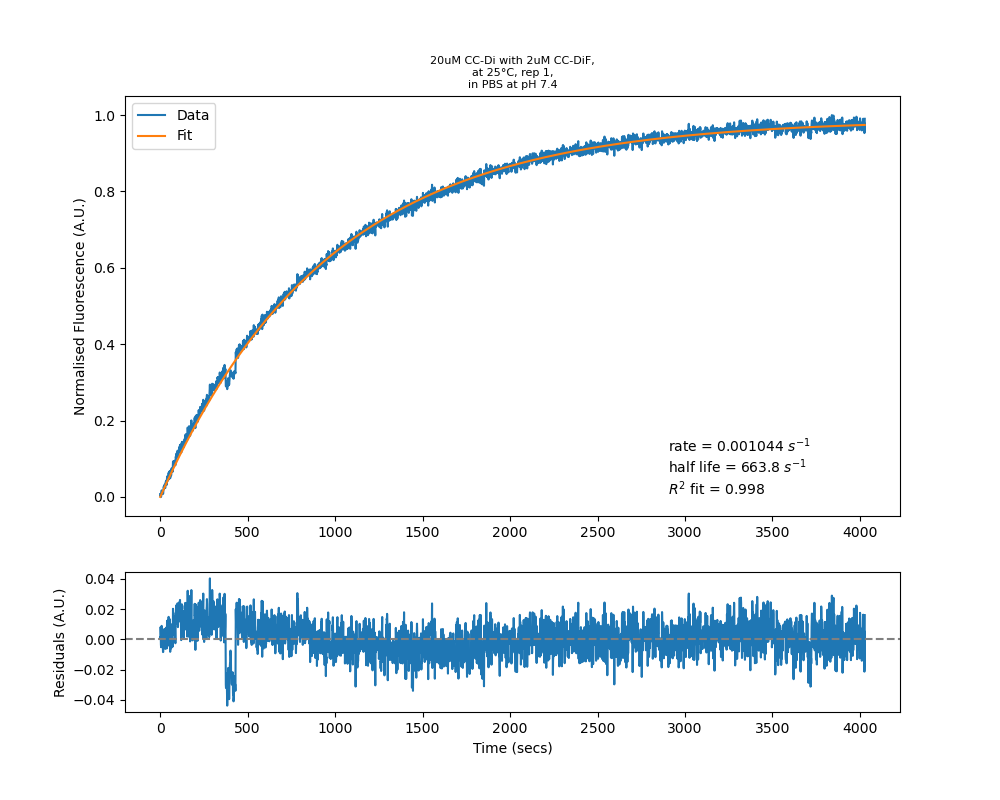 20uM CC-Di with 2uM CC-DiF,
at 25°C, rep 1,
in PBS at pH 7.4
Data
Fit
1.0
0.8
0.6
0.4
0.2
0.0
Normalised Fluorescence (A.U.)
rate = 0.001044 s⁻¹
half life = 663.8 s⁻¹
R² fit = 0.998
0 500 1000 1500 2000 2500 3000 3500 4000
0.04
0.02
0.00
−0.02
−0.04
Residuals (A.U.)
0 500 1000 1500 2000 2500 3000 3500 4000
Time (secs)